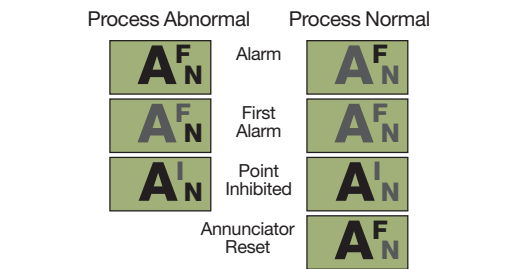 Process Abnormal Process Normal
A F N Alarm A F N
A F N First Alarm A F N
A I N Point Inhibited A I N
Annunciator Reset A F N